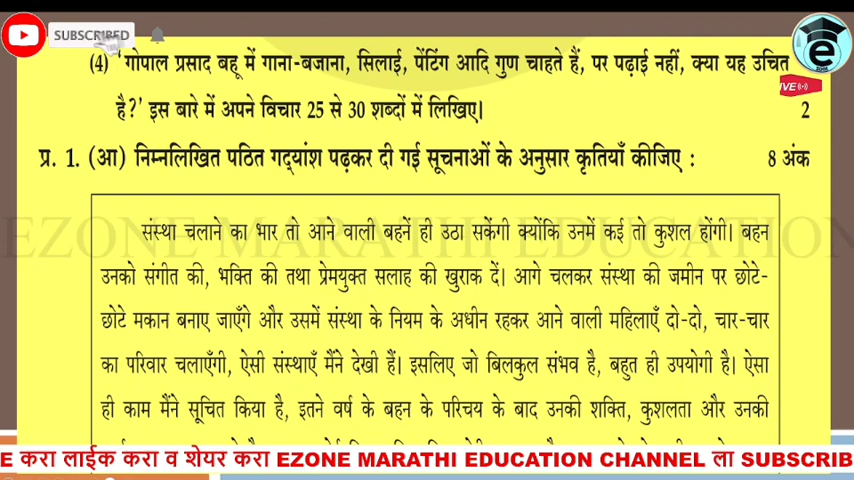 SUBSCRIBED
(4) 'गोपाल प्रसाद बहू में गाना-बजाना, सिलाई, पेंटिंग आदि गुण चाहते हैं, पर पढ़ाई नहीं, क्या यह उचित
है?' इस बारे में अपने विचार 25 से 30 शब्दों में लिखिए। 2
LIVE
प्र. 1. (आ) निम्नलिखित पठित गद्यांश पढ़कर दी गई सूचनाओं के अनुसार कृतियाँ कीजिए : 8 अंक
EZONE MARATHI EDUCATION
संस्था चलाने का भार तो आने वाली बहनें ही उठा सकेंगी क्योंकि उनमें कई तो कुशल होंगी। बहन
उनको संगीत की, भक्ति की तथा प्रेमयुक्त सलाह की खुराक दें। आगे चलकर संस्था की जमीन पर छोटे-
छोटे मकान बनाए जाएँगे और उसमें संस्था के नियम के अधीन रहकर आने वाली महिलाएँ दो-दो, चार-चार
का परिवार चलाएँगी, ऐसी संस्थाएँ मैंने देखी हैं। इसलिए जो बिलकुल संभव है, बहुत ही उपयोगी है। ऐसा
ही काम मैंने सूचित किया है, इतने वर्ष के बहन के परिचय के बाद उनकी शक्ति, कुशलता और उनकी
E करा लाईक करा व शेयर करा EZONE MARATHI EDUCATION CHANNEL ला SUBSCRIB